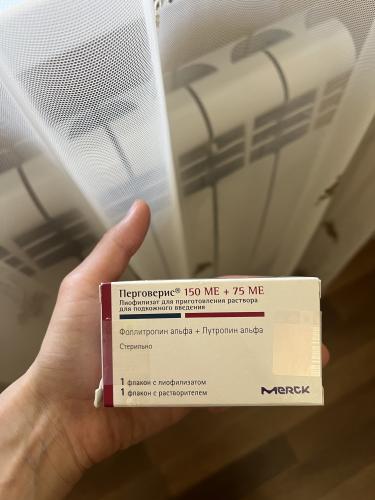 Перговерис® 150 МЕ + 75 МЕ
Лиофилизат для приготовления раствора
для подкожного введения
Фоллитропин альфа + Лутропин альфа
Стерильно
1 флакон с лиофилизатом
1 флакон с растворителем
MERCK